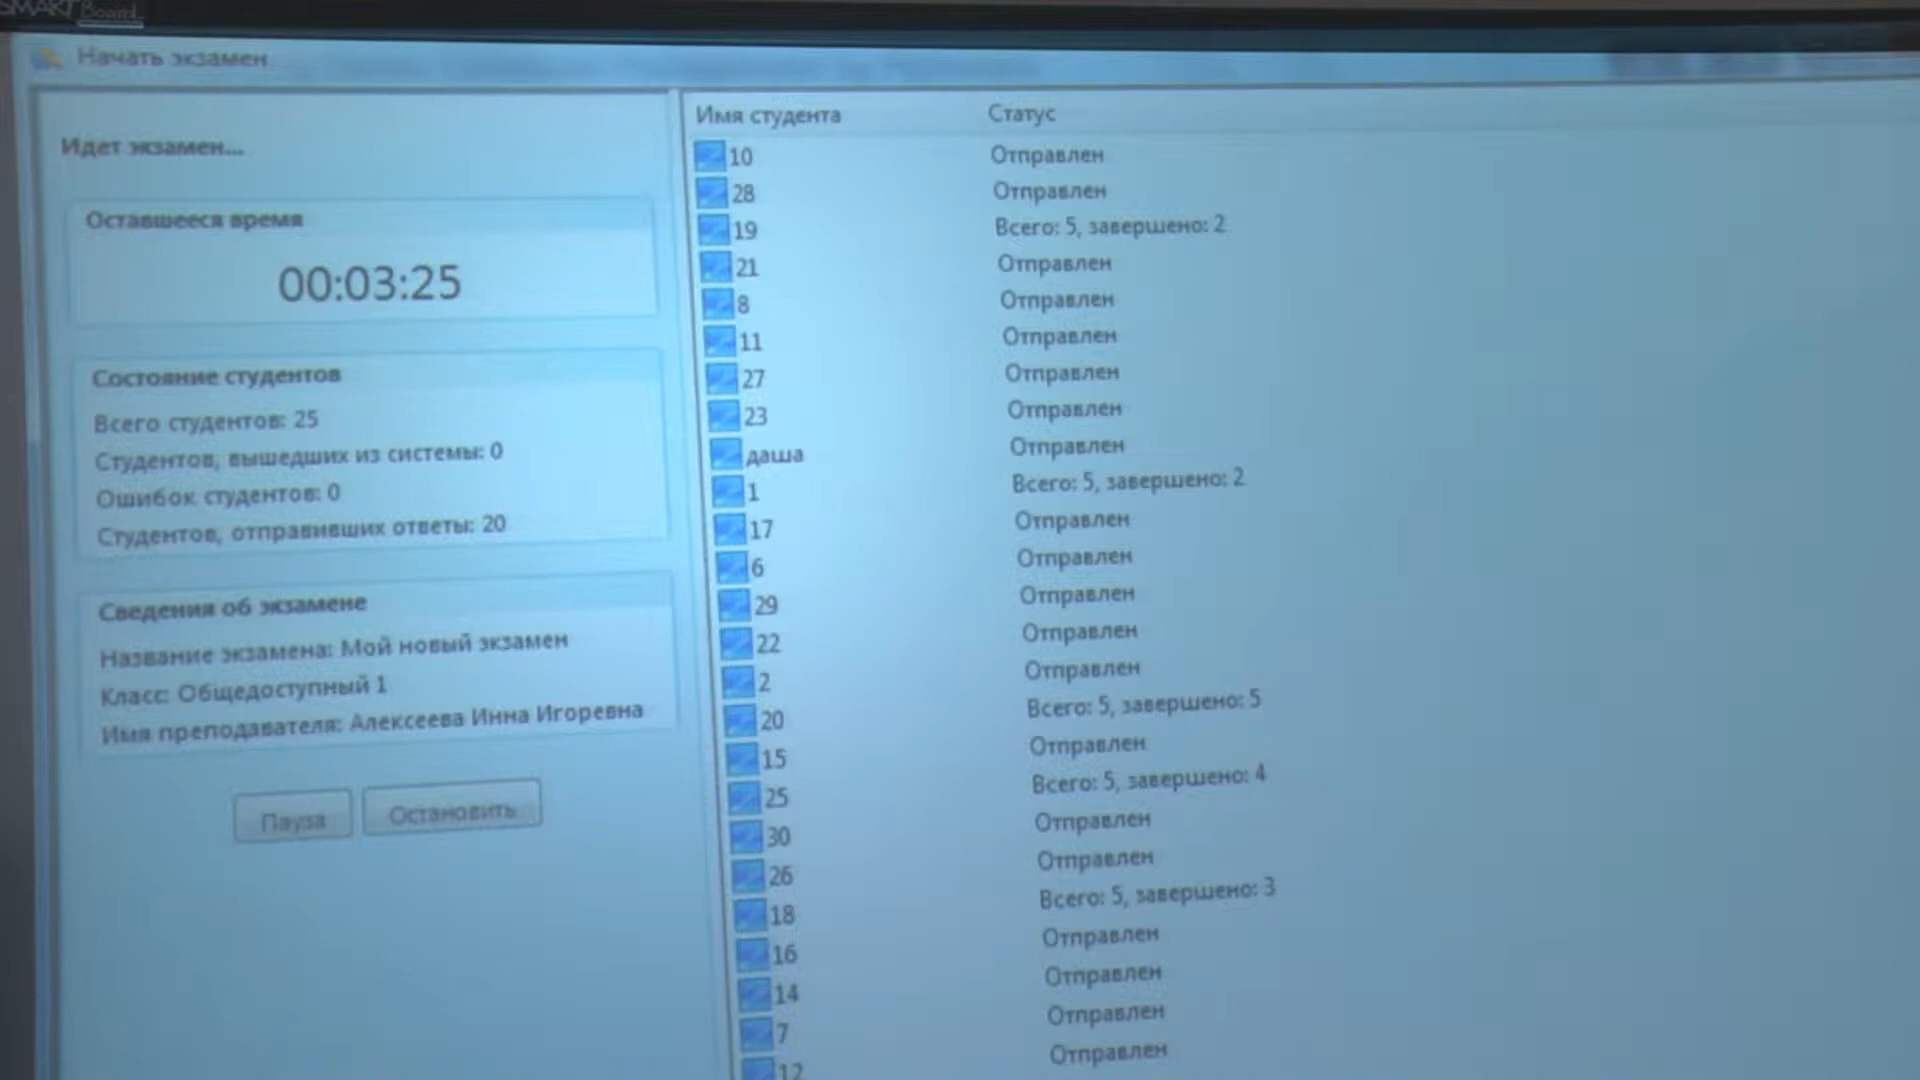 SMART Board
Начать экзамен
Идет экзамен...
Оставшееся время
00:03:25
Состояние студентов
Всего студентов: 25
Студентов, вышедших из системы: 0
Ошибок студентов: 0
Студентов, отправивших ответы: 20
Сведения об экзамене
Название экзамена: Мой новый экзамен
Класс: Общедоступный 1
Имя преподавателя: Алексеева Инна Игоревна
Пауза Остановить
Имя студента Статус
10 Отправлен
28 Отправлен
19 Всего: 5, завершено: 2
21 Отправлен
8 Отправлен
11 Отправлен
27 Отправлен
23 Отправлен
даша Отправлен
1 Всего: 5, завершено: 2
17 Отправлен
6 Отправлен
29 Отправлен
22 Отправлен
2 Отправлен
20 Всего: 5, завершено: 5
15 Отправлен
25 Всего: 5, завершено: 4
30 Отправлен
26 Отправлен
18 Всего: 5, завершено: 3
16 Отправлен
14 Отправлен
7 Отправлен
12 Отправлен